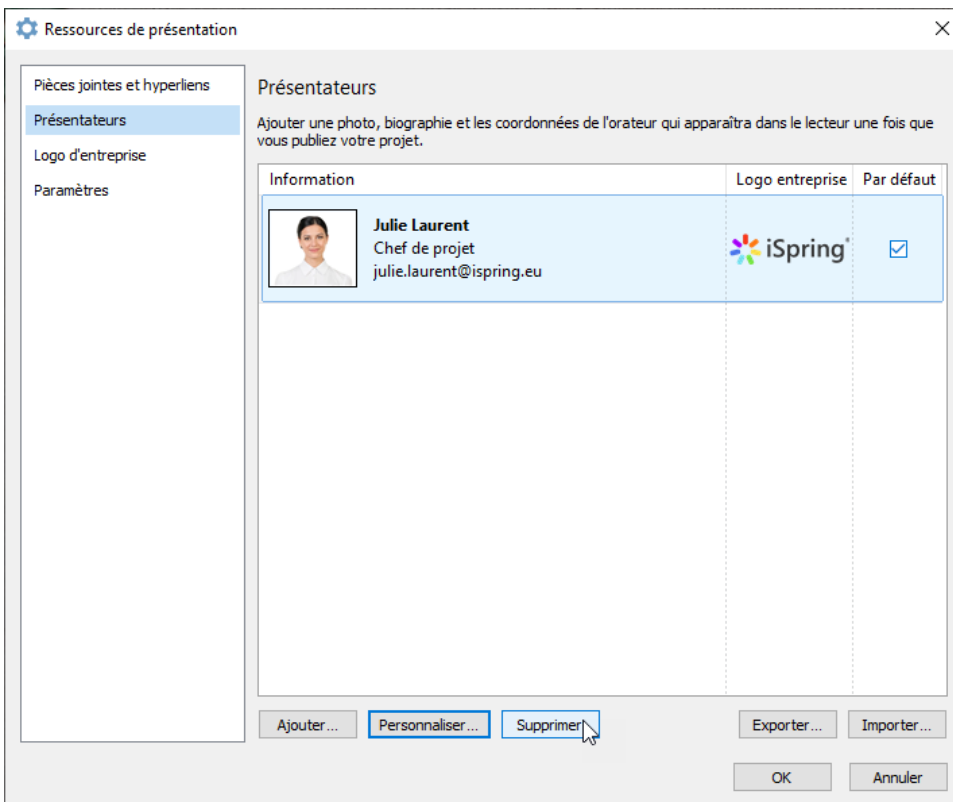 Ressources de présentation
Pièces jointes et hyperliens
Présentateurs
Logo d'entreprise
Paramètres
Présentateurs
Ajouter une photo, biographie et les coordonnées de l'orateur qui apparaîtra dans le lecteur une fois que
vous publiez votre projet.
Information Logo entreprise Par défaut
Julie Laurent
Chef de projet
julie.laurent@ispring.eu
iSpring
Ajouter... Personnaliser... Supprimer Exporter... Importer...
OK Annuler